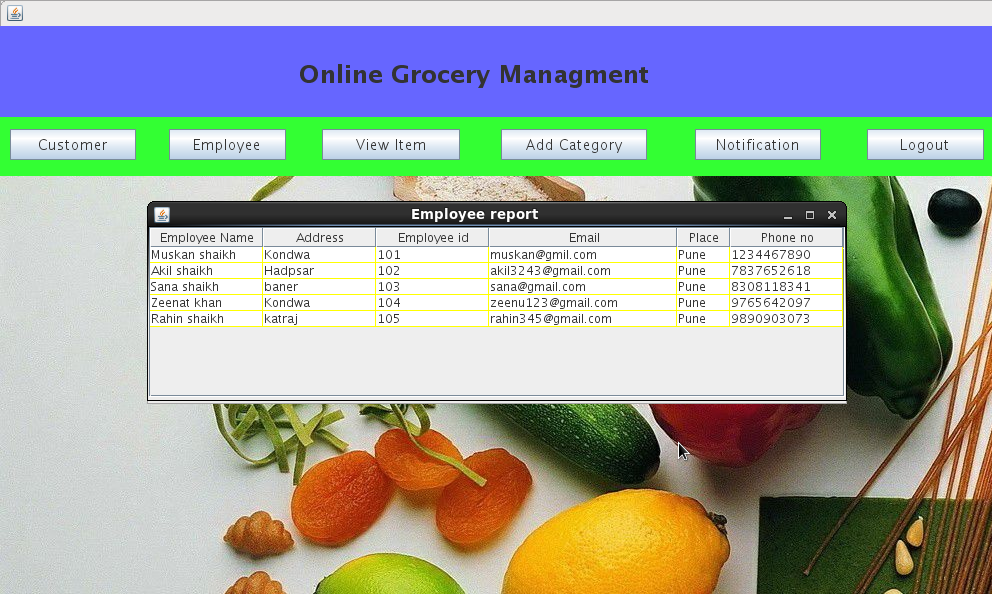 Online Grocery Managment
Customer Employee View Item Add Category Notification Logout
Employee report
Employee Name Address Employee id Email Place Phone no
Muskan shaikh Kondwa 101 muskan@gmil.com Pune 1234467890
Akil shaikh Hadpsar 102 akil3243@gmail.com Pune 7837652618
Sana shaikh baner 103 sana@gmail.com Pune 8308118341
Zeenat khan Kondwa 104 zeenu123@gmail.com Pune 9765642097
Rahin shaikh katraj 105 rahin345@gmail.com Pune 9890903073